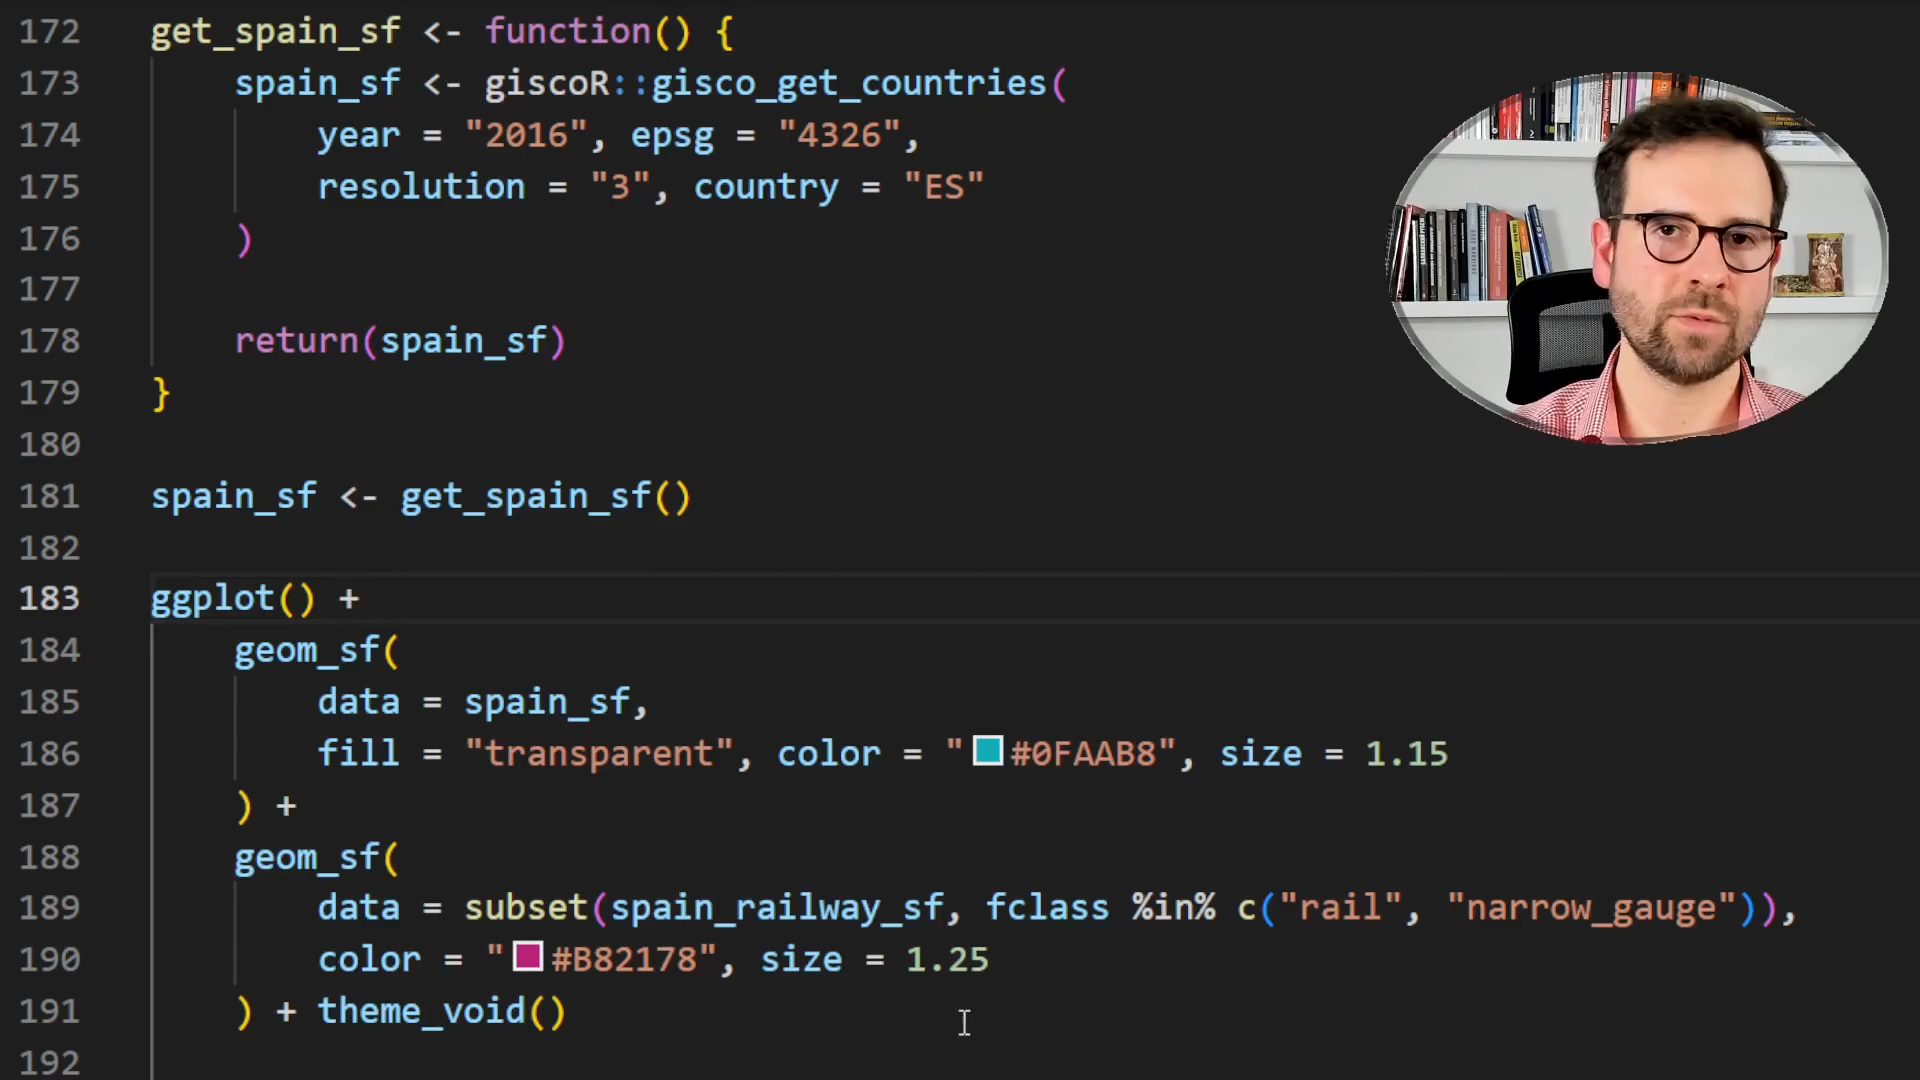 172 get_spain_sf <- function() {
173 spain_sf <- giscoR::gisco_get_countries(
174 year = "2016", epsg = "4326",
175 resolution = "3", country = "ES"
176 )
177
178 return(spain_sf)
179 }
180
181 spain_sf <- get_spain_sf()
182
183 ggplot() +
184 geom_sf(
185 data = spain_sf,
186 fill = "transparent", color = "#0FAAB8", size = 1.15
187 ) +
188 geom_sf(
189 data = subset(spain_railway_sf, fclass %in% c("rail", "narrow_gauge")),
190 color = "#B82178", size = 1.25
191 ) + theme_void()
192